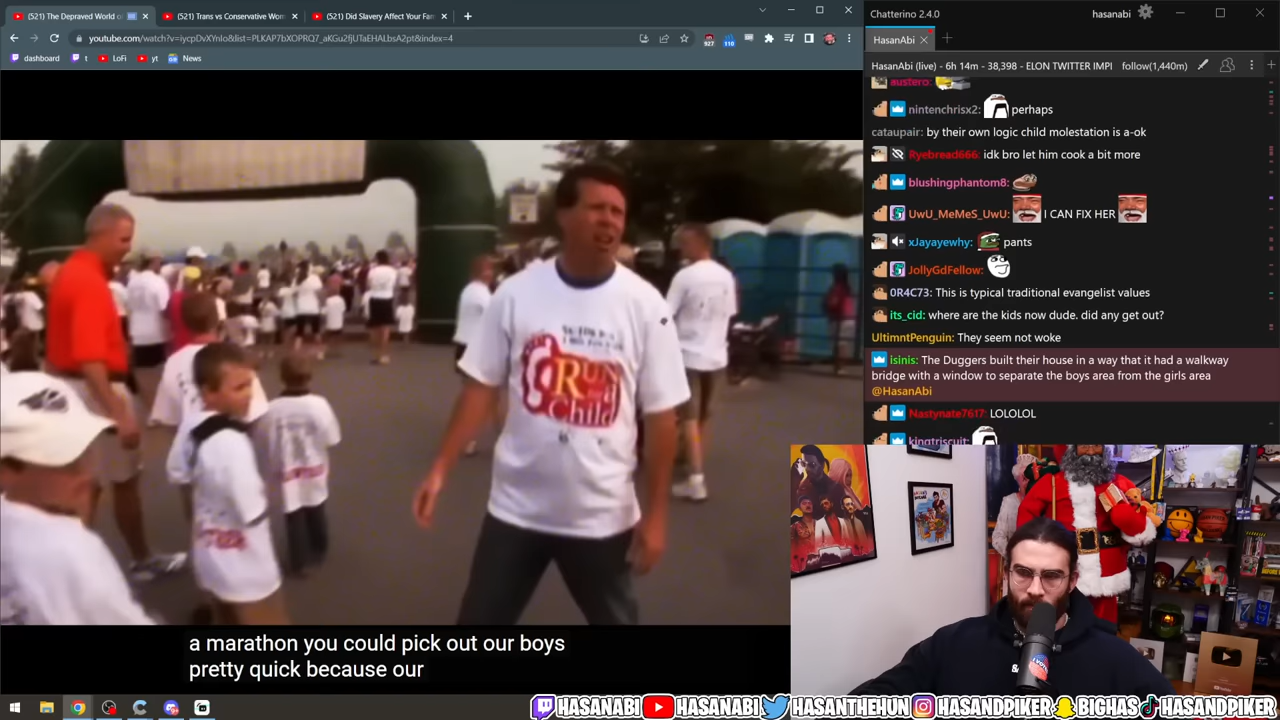 (521) The Depraved World o
(521) Trans vs Conservative Wom
(521) Did Slavery Affect Your Fam
youtube.com/watch?v=iycpDvXYnIo&list=PLKAP7bXOPRQ7_aKGu2fjUTaEHALbsA2pt&index=4
927
110
dashboard
t
LoFi
yt
News
Chatterino 2.4.0
hasanabi
HasanAbi
HasanAbi (live) - 6h 14m - 38,398 - ELON TWITTER IMPI
follow(1,440m)
austero:
nintenchrisx2: perhaps
cataupair: by their own logic child molestation is a-ok
Ryebread666: idk bro let him cook a bit more
blushingphantom8:
UwU_MeMeS_UwU: I CAN FIX HER
xJayayewhy: pants
JollyGdFellow:
0R4C73: This is typical traditional evangelist values
its_cid: where are the kids now dude. did any get out?
UltimntPenguin: They seem not woke
isinis: The Duggers built their house in a way that it had a walkway
bridge with a window to separate the boys area from the girls area
@HasanAbi
Nastynate7617: LOLOLOL
kingtriscuit:
RUN
Child
a marathon you could pick out our boys
pretty quick because our
HASANABI HASANABI HASANTHEHUN HASANDPIKER BIGHAS HASANDPIKER